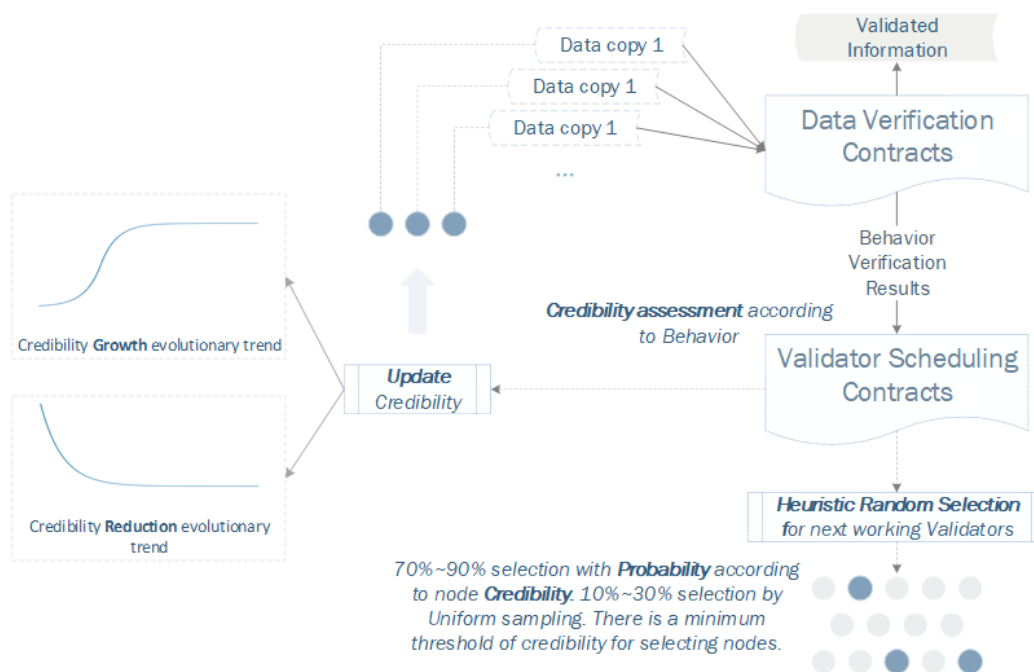 Data copy 1
Data copy 1
Data copy 1
...
Validated
Information
Data Verification
Contracts
Behavior
Verification
Results
Credibility assessment according
to Behavior
Validator Scheduling
Contracts
Update
Credibility
Credibility Growth evolutionary trend
Credibility Reduction evolutionary
trend
Heuristic Random Selection
for next working Validators
70%~90% selection with Probability according
to node Credibility. 10%~30% selection by
Uniform sampling. There is a minimum
threshold of credibility for selecting nodes.